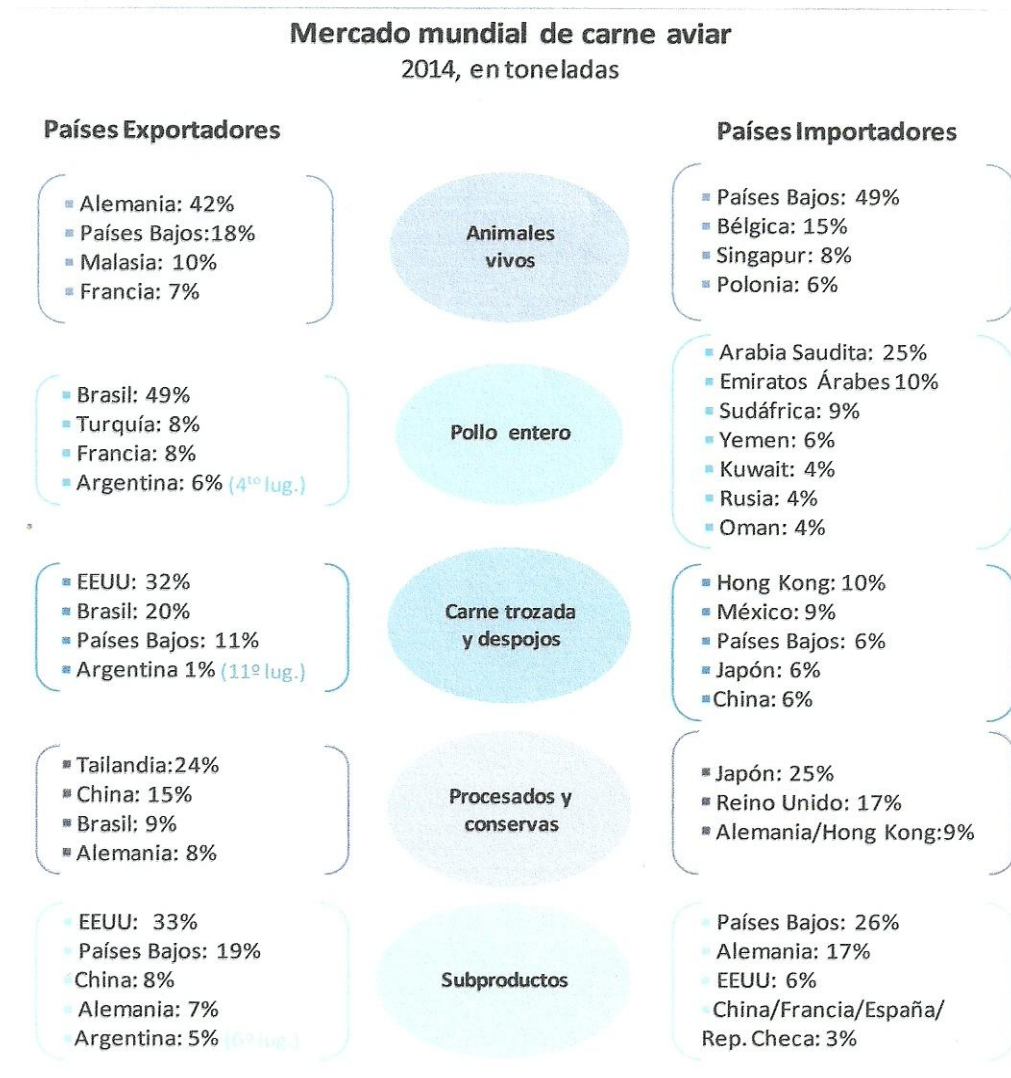 Mercado mundial de carne aviar
2014, en toneladas
Países Exportadores
Países Importadores
Alemania: 42%
Países Bajos:18%
Malasia: 10%
Francia: 7%
Animales
vivos
Países Bajos: 49%
Bélgica: 15%
Singapur: 8%
Polonia: 6%
Brasil: 49%
Turquía: 8%
Francia: 8%
Argentina: 6% (4to lug.)
Pollo entero
Arabia Saudita: 25%
Emiratos Árabes 10%
Sudáfrica: 9%
Yemen: 6%
Kuwait: 4%
Rusia: 4%
Oman: 4%
EEUU: 32%
Brasil: 20%
Países Bajos: 11%
Argentina 1% (11º lug.)
Carne trozada
y despojos
Hong Kong: 10%
México: 9%
Países Bajos: 6%
Japón: 6%
China: 6%
Tailandia:24%
China: 15%
Brasil: 9%
Alemania: 8%
Procesados y
conservas
Japón: 25%
Reino Unido: 17%
Alemania/Hong Kong:9%
EEUU: 33%
Países Bajos: 19%
China: 8%
Alemania: 7%
Argentina: 5% (6º lug.)
Subproductos
Países Bajos: 26%
Alemania: 17%
EEUU: 6%
China/Francia/España/
Rep. Checa: 3%